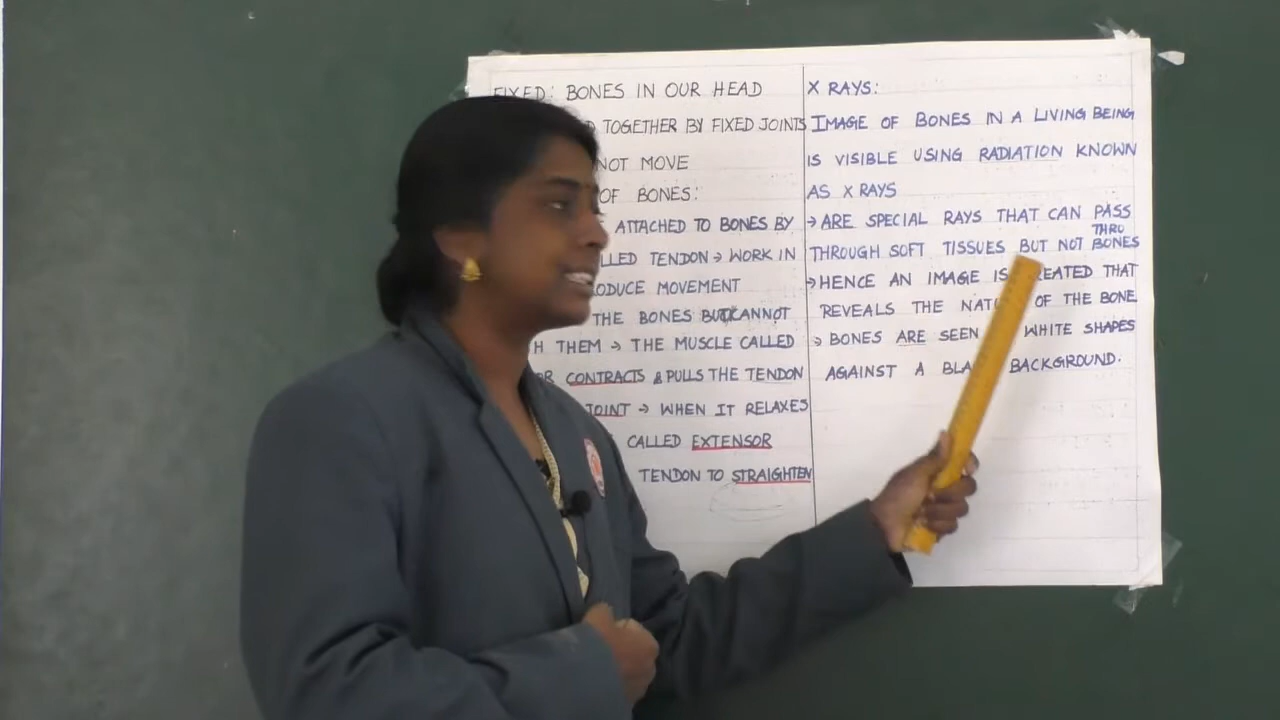 FIXED: BONES IN OUR HEAD
TOGETHER BY FIXED JOINTS
NOT MOVE
OF BONES:
ATTACHED TO BONES BY
TENDON → WORK IN
MOVEMENT
THE BONES BUT CANNOT
THEM → THE MUSCLE CALLED
CONTRACTS & PULLS THE TENDON
JOINT → WHEN IT RELAXES
CALLED EXTENSOR
TENDON TO STRAIGHTEN
X RAYS:
IMAGE OF BONES IN A LIVING BEING
IS VISIBLE USING RADIATION KNOWN
AS X RAYS
→ ARE SPECIAL RAYS THAT CAN PASS
THRO
THROUGH SOFT TISSUES BUT NOT BONES
→ HENCE AN IMAGE IS THAT
REVEALS THE OF THE BONE
→ BONES ARE SEEN WHITE SHAPES
AGAINST A BACKGROUND.